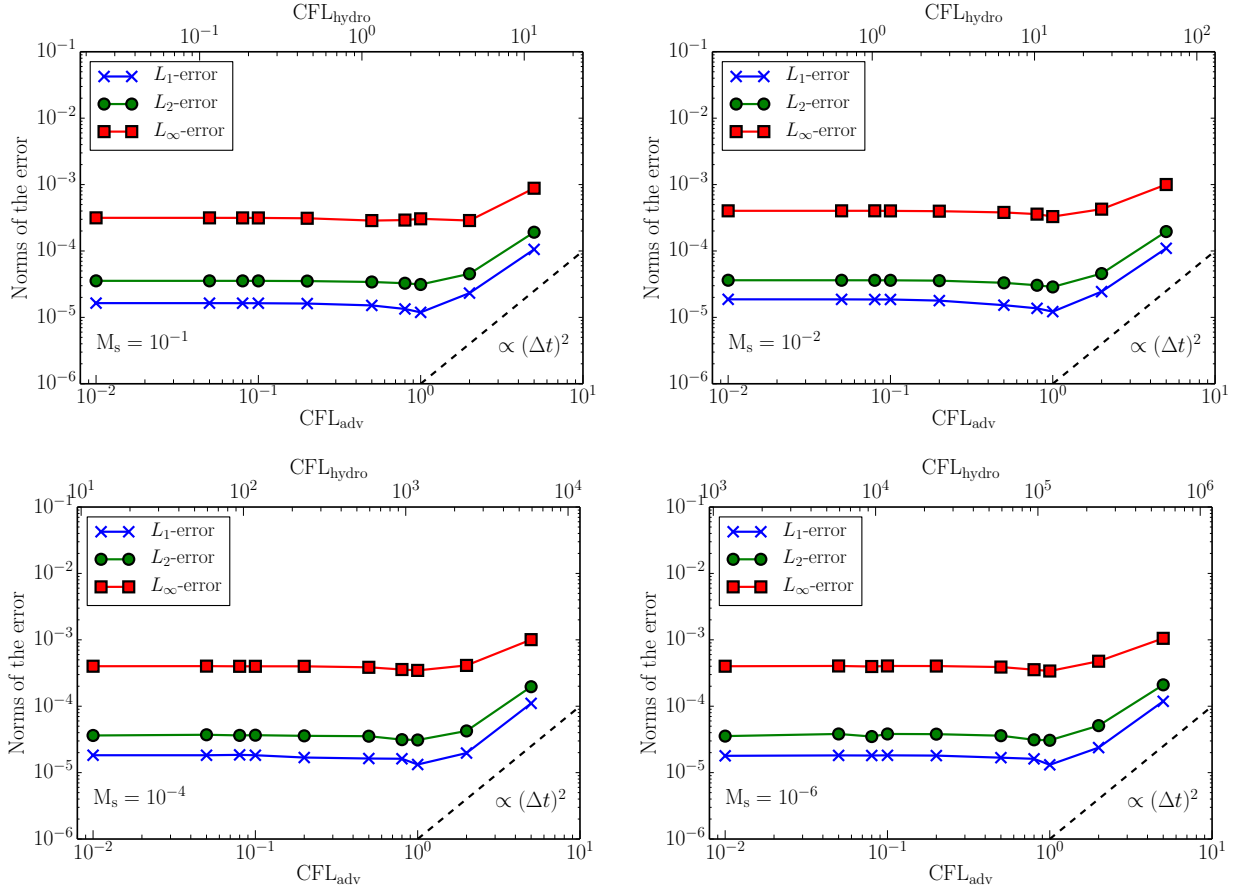 CFL_hydro
10^-1 10^0 10^1
10^-1
10^-2
10^-3
10^-4
10^-5
10^-6
Norms of the error
L_1-error
L_2-error
L_∞-error
M_s = 10^-1
∝ (Δt)^2
10^-2 10^-1 10^0 10^1
CFL_adv
CFL_hydro
10^0 10^1 10^2
10^-1
10^-2
10^-3
10^-4
10^-5
10^-6
Norms of the error
L_1-error
L_2-error
L_∞-error
M_s = 10^-2
∝ (Δt)^2
10^-2 10^-1 10^0 10^1
CFL_adv
CFL_hydro
10^1 10^2 10^3 10^4
10^-1
10^-2
10^-3
10^-4
10^-5
10^-6
Norms of the error
L_1-error
L_2-error
L_∞-error
M_s = 10^-4
∝ (Δt)^2
10^-2 10^-1 10^0 10^1
CFL_adv
CFL_hydro
10^3 10^4 10^5 10^6
10^-1
10^-2
10^-3
10^-4
10^-5
10^-6
Norms of the error
L_1-error
L_2-error
L_∞-error
M_s = 10^-6
∝ (Δt)^2
10^-2 10^-1 10^0 10^1
CFL_adv